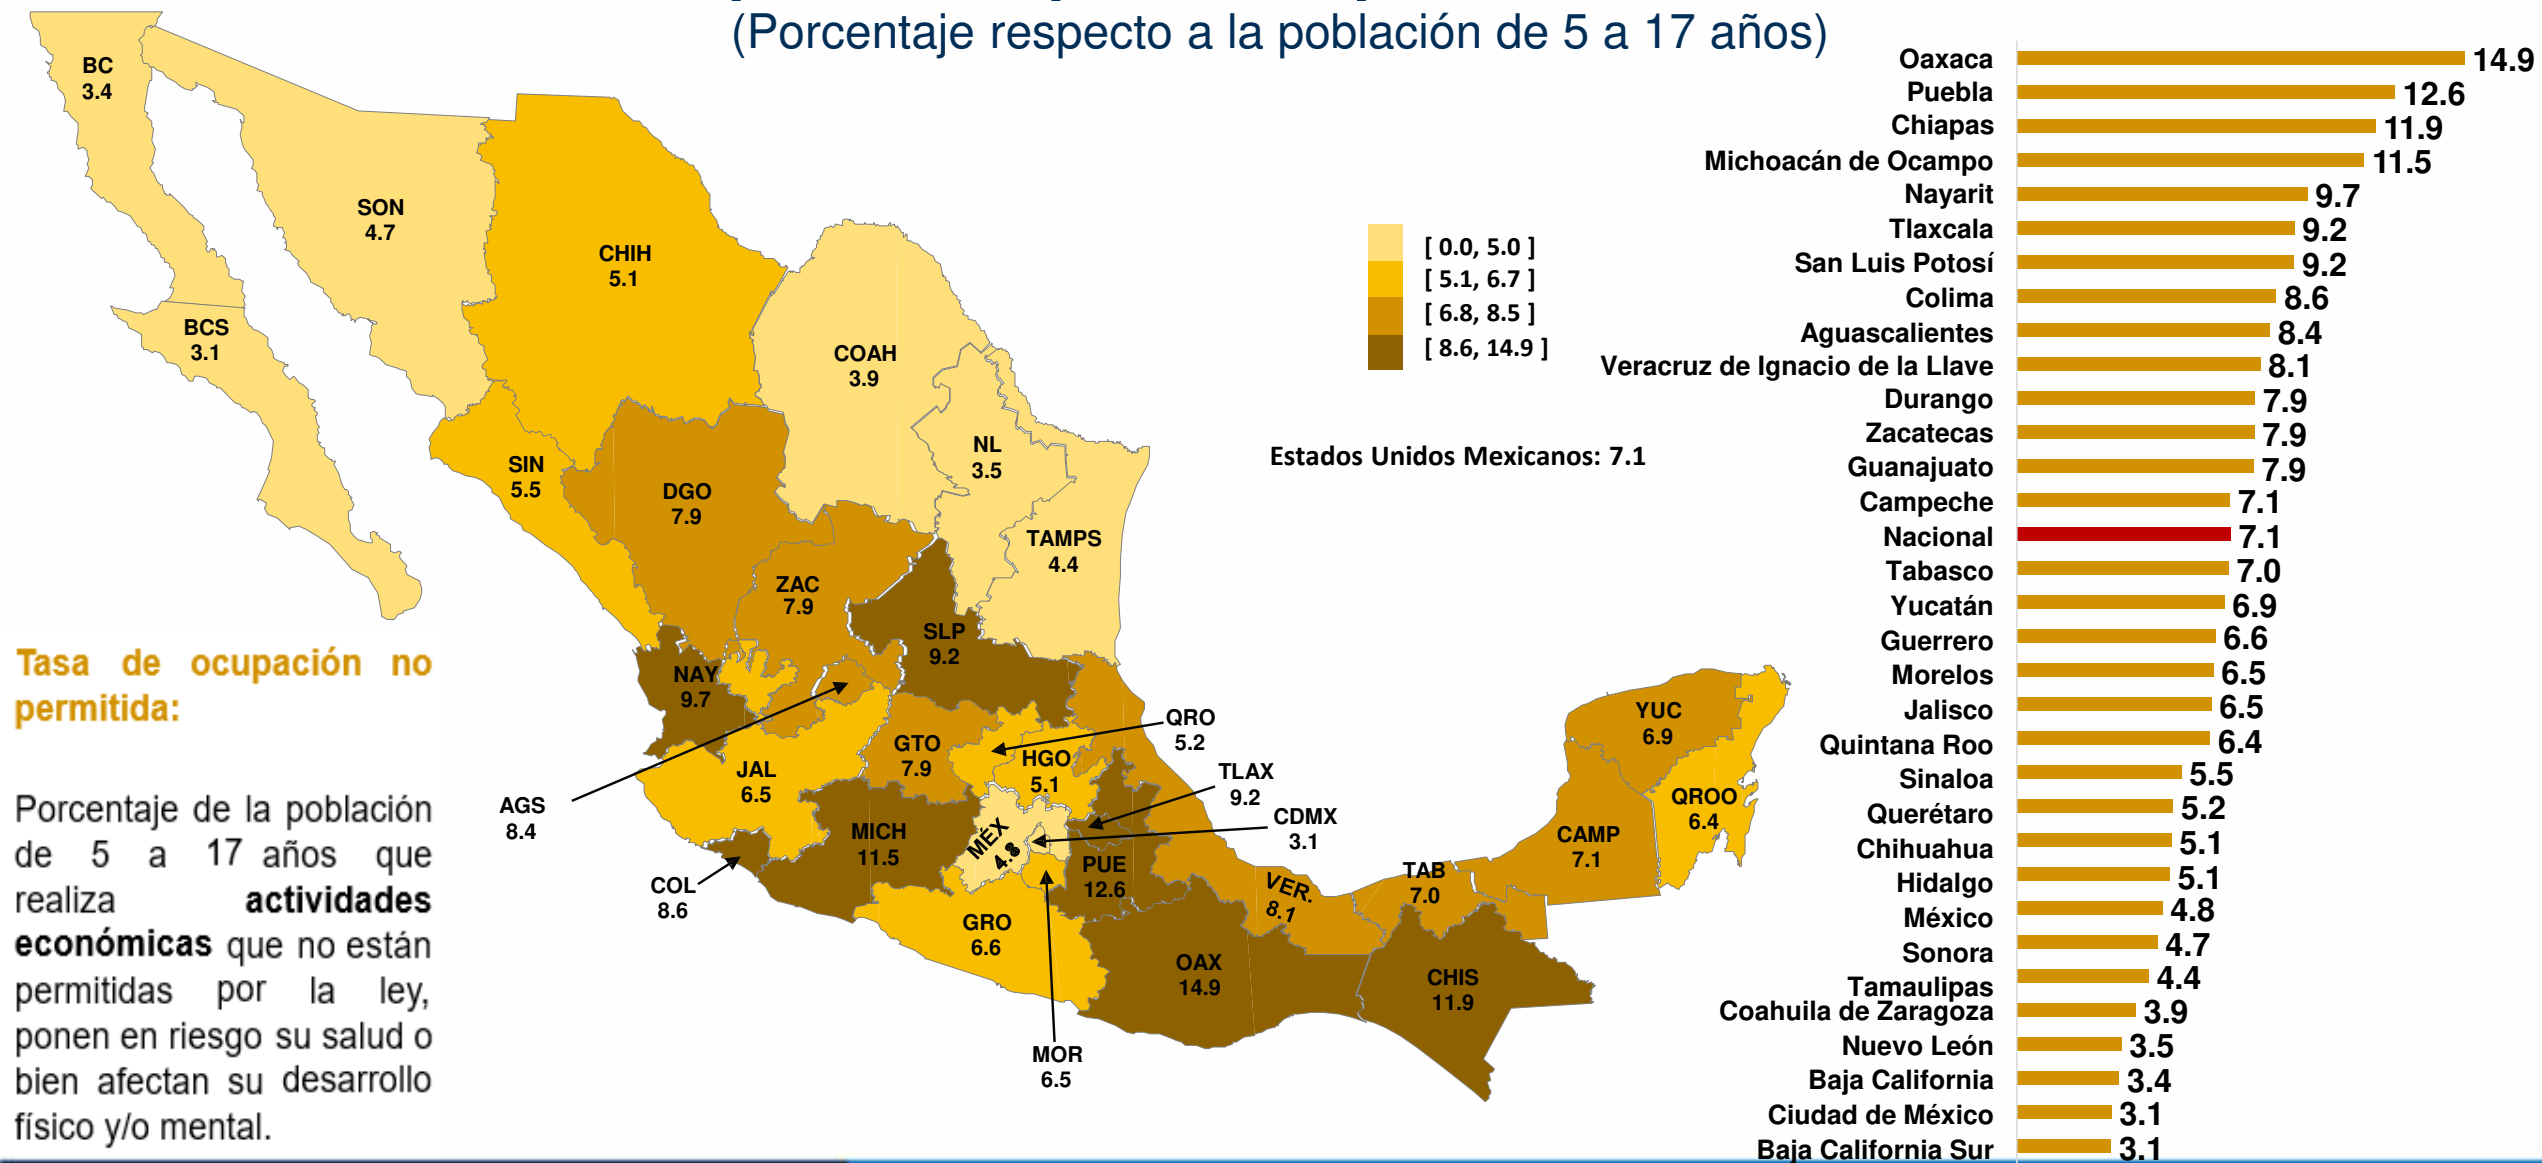 (Porcentaje respecto a la población de 5 a 17 años)
BC
3.4
SON
4.7
CHIH
5.1
BCS
3.1
COAH
3.9
NL
3.5
SIN
5.5
DGO
7.9
TAMPS
4.4
ZAC
7.9
SLP
9.2
NAY
9.7
QRO
5.2
GTO
7.9
HGO
5.1
JAL
6.5
TLAX
9.2
AGS
8.4
CDMX
3.1
MICH
11.5
MÉX
4.8
PUE
12.6
COL
8.6
GRO
6.6
VER.
8.1
TAB
7.0
OAX
14.9
CHIS
11.9
MOR
6.5
YUC
6.9
QROO
6.4
CAMP
7.1
[ 0.0, 5.0 ]
[ 5.1, 6.7 ]
[ 6.8, 8.5 ]
[ 8.6, 14.9 ]
Estados Unidos Mexicanos: 7.1
Tasa de ocupación no
permitida:
Porcentaje de la población
de 5 a 17 años que
realiza actividades
económicas que no están
permitidas por la ley,
ponen en riesgo su salud o
bien afectan su desarrollo
físico y/o mental.
Oaxaca 14.9
Puebla 12.6
Chiapas 11.9
Michoacán de Ocampo 11.5
Nayarit 9.7
Tlaxcala 9.2
San Luis Potosí 9.2
Colima 8.6
Aguascalientes 8.4
Veracruz de Ignacio de la Llave 8.1
Durango 7.9
Zacatecas 7.9
Guanajuato 7.9
Campeche 7.1
Nacional 7.1
Tabasco 7.0
Yucatán 6.9
Guerrero 6.6
Morelos 6.5
Jalisco 6.5
Quintana Roo 6.4
Sinaloa 5.5
Querétaro 5.2
Chihuahua 5.1
Hidalgo 5.1
México 4.8
Sonora 4.7
Tamaulipas 4.4
Coahuila de Zaragoza 3.9
Nuevo León 3.5
Baja California 3.4
Ciudad de México 3.1
Baja California Sur 3.1